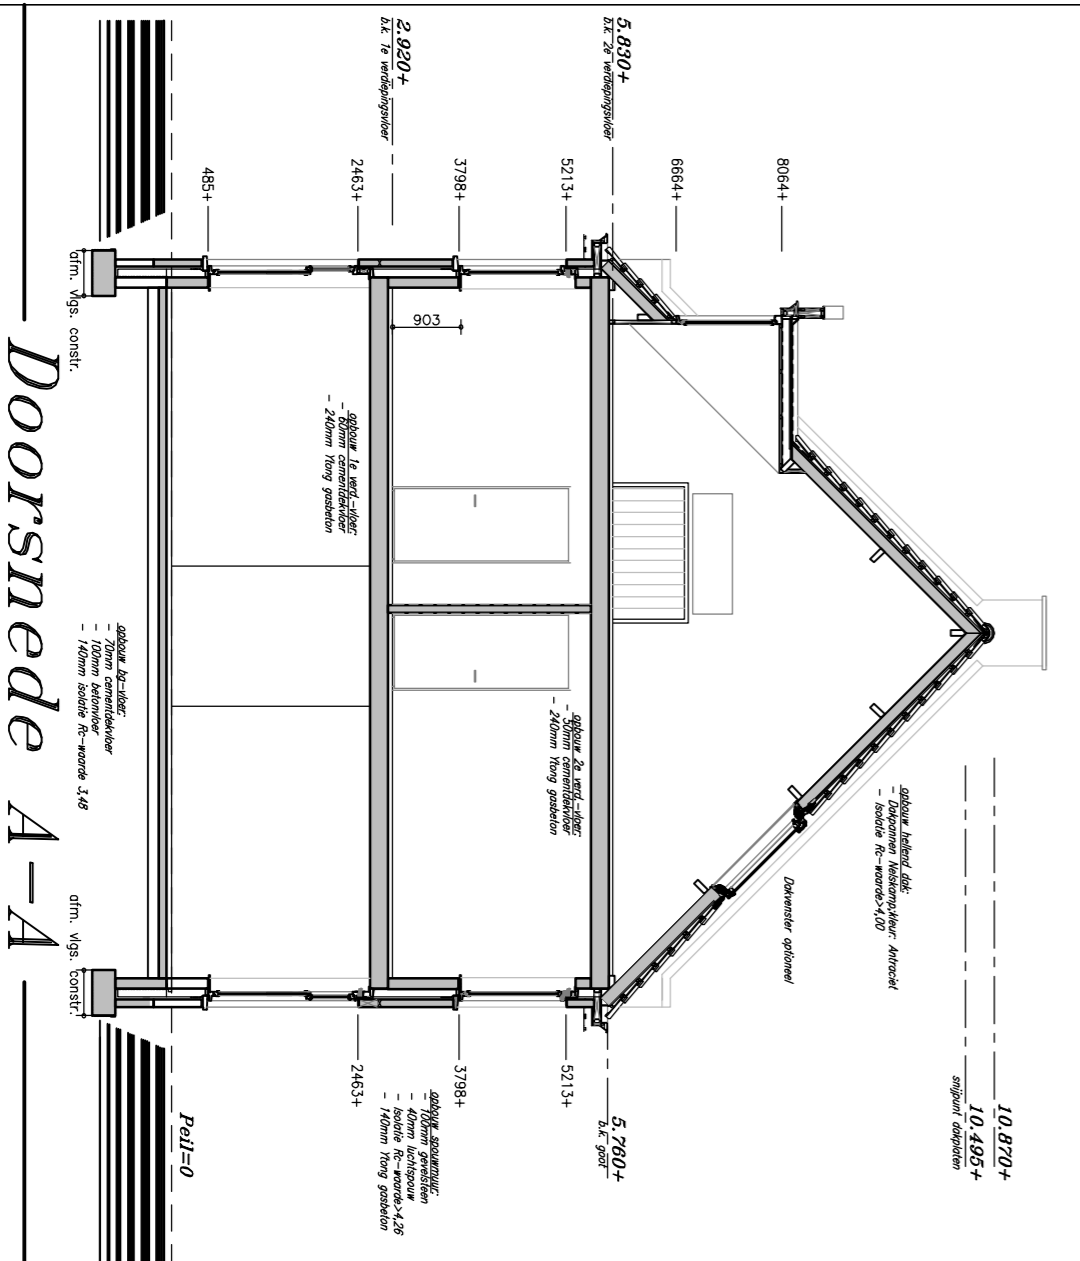 10.870+
10.495+
snijpunt dakplaten
opbouw hellend dak:
- Dakpannen Nelskamp,kleur: Antraciet
- Isolatie Rc-waarde>4,00
Dakvenster optioneel
8064+
6664+
5.830+
b.k. 2e verdiepingsvloer
5213+
3798+
2.920+
b.k. 1e verdiepingsvloer
2463+
485+
903
opbouw 2e verd.-vloer:
- 50mm cementdekvloer
- 240mm Ytong gasbeton
opbouw 1e verd.-vloer:
- 60mm cementdekvloer
- 240mm Ytong gasbeton
5.760+
b.k. goot
5213+
3798+
2463+
opbouw spouwmuur:
- 100mm gevelsteen
- 40mm luchtspouw
- Isolatie Rc-waarde>4,26
- 140mm Ytong gasbeton
Peil=0
opbouw bg-vloer:
- 70mm cementdekvloer
- 100mm betonvloer
- 140mm isolatie Rc-waarde 3,48
afm. vlgs. constr.
afm. vlgs. constr.
Doorsnede A-A